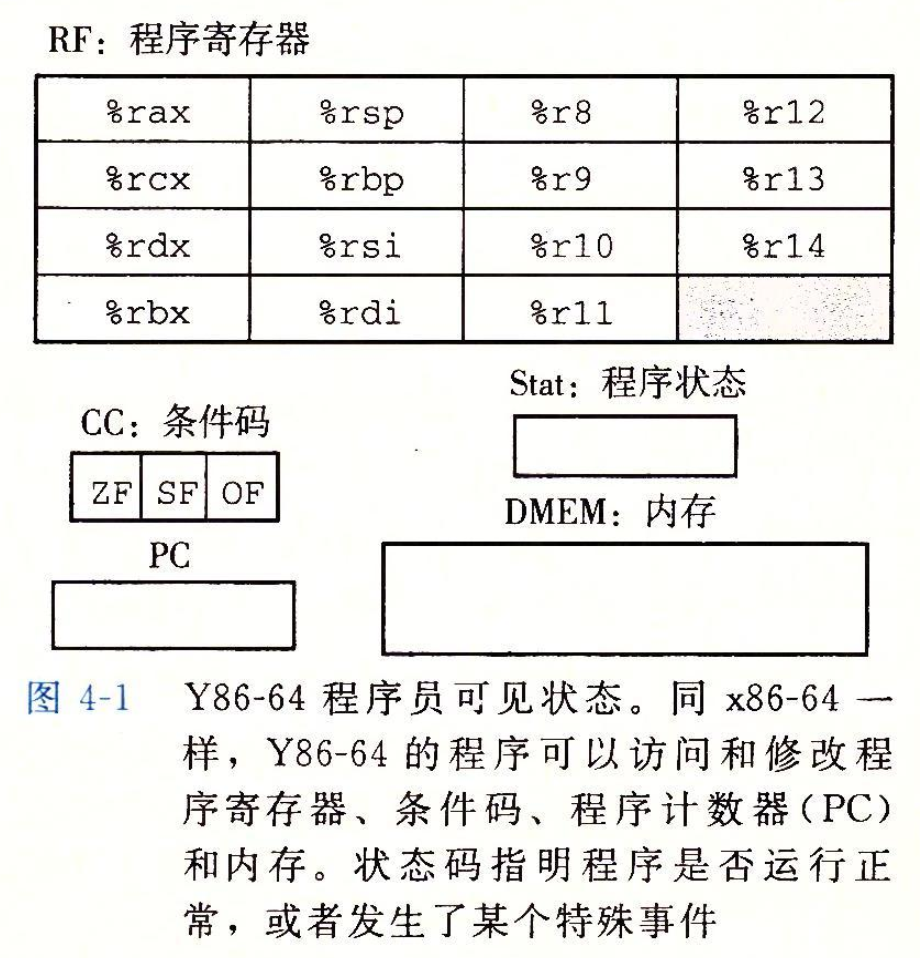 RF：程序寄存器
%rax %rsp %r8 %r12
%rcx %rbp %r9 %r13
%rdx %rsi %r10 %r14
%rbx %rdi %r11
Stat：程序状态
CC：条件码
ZF SF OF
DMEM：内存
PC
图 4-1 Y86-64 程序员可见状态。同 x86-64 一
样，Y86-64 的程序可以访问和修改程
序寄存器、条件码、程序计数器(PC)
和内存。状态码指明程序是否运行正
常，或者发生了某个特殊事件